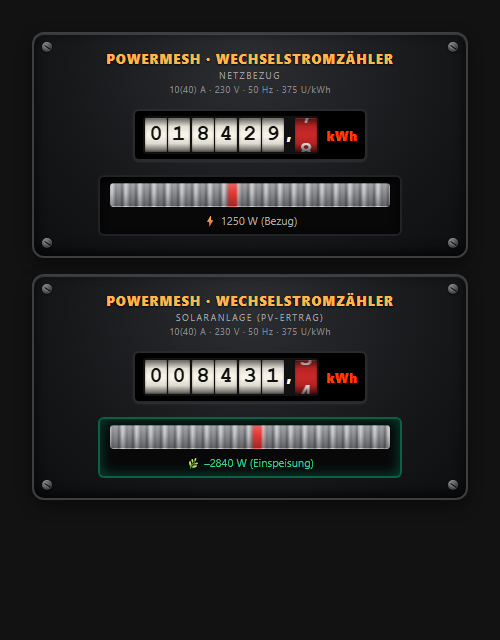 POWERMESH · WECHSELSTROMZÄHLER
NETZBEZUG
10(40) A · 230 V · 50 Hz · 375 U/kWh
018429, kWh
1250 W (Bezug)
POWERMESH · WECHSELSTROMZÄHLER
SOLARANLAGE (PV-ERTRAG)
10(40) A · 230 V · 50 Hz · 375 U/kWh
008431, kWh
–2840 W (Einspeisung)